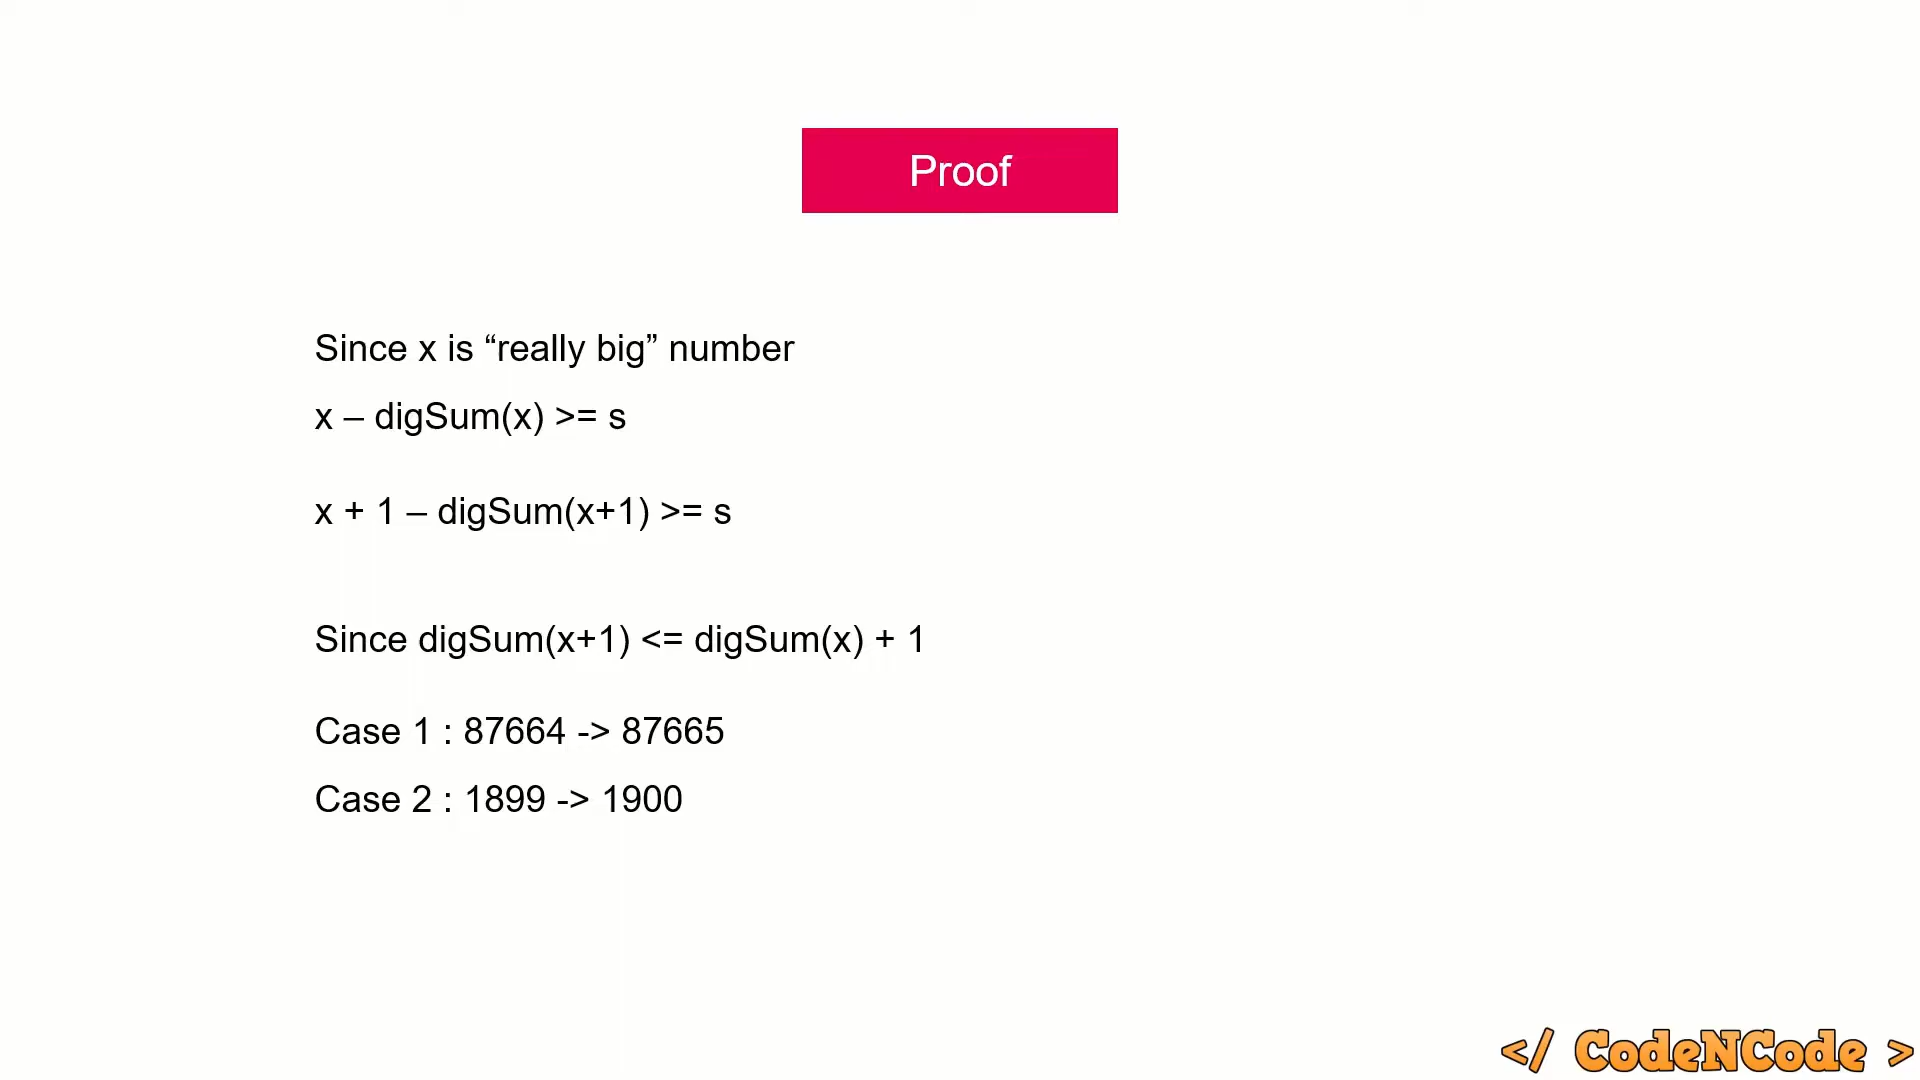 Proof
Since x is “really big” number
x – digSum(x) >= s
x + 1 – digSum(x+1) >= s
Since digSum(x+1) <= digSum(x) + 1
Case 1 : 87664 -> 87665
Case 2 : 1899 -> 1900
</ CodeNCode >